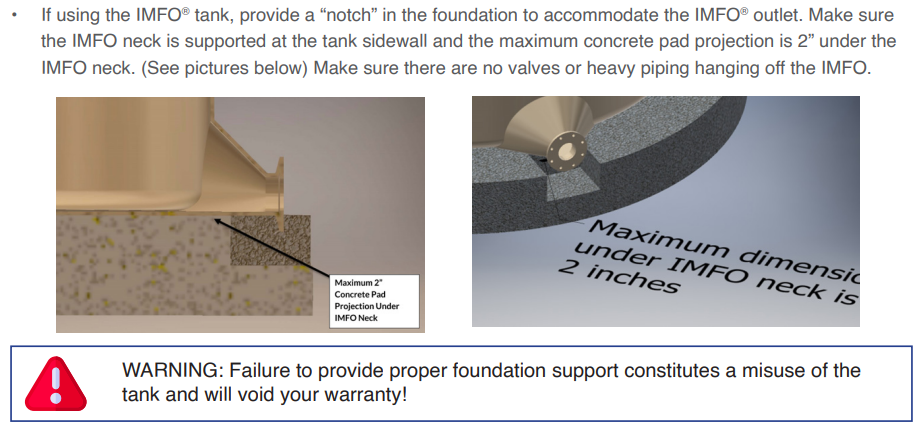 • If using the IMFO® tank, provide a “notch” in the foundation to accommodate the IMFO® outlet. Make sure
the IMFO neck is supported at the tank sidewall and the maximum concrete pad projection is 2” under the
IMFO neck. (See pictures below) Make sure there are no valves or heavy piping hanging off the IMFO.
Maximum 2"
Concrete Pad
Projection Under
IMFO Neck
Maximum dimensic
under IMFO neck is
2 inches
WARNING: Failure to provide proper foundation support constitutes a misuse of the
tank and will void your warranty!